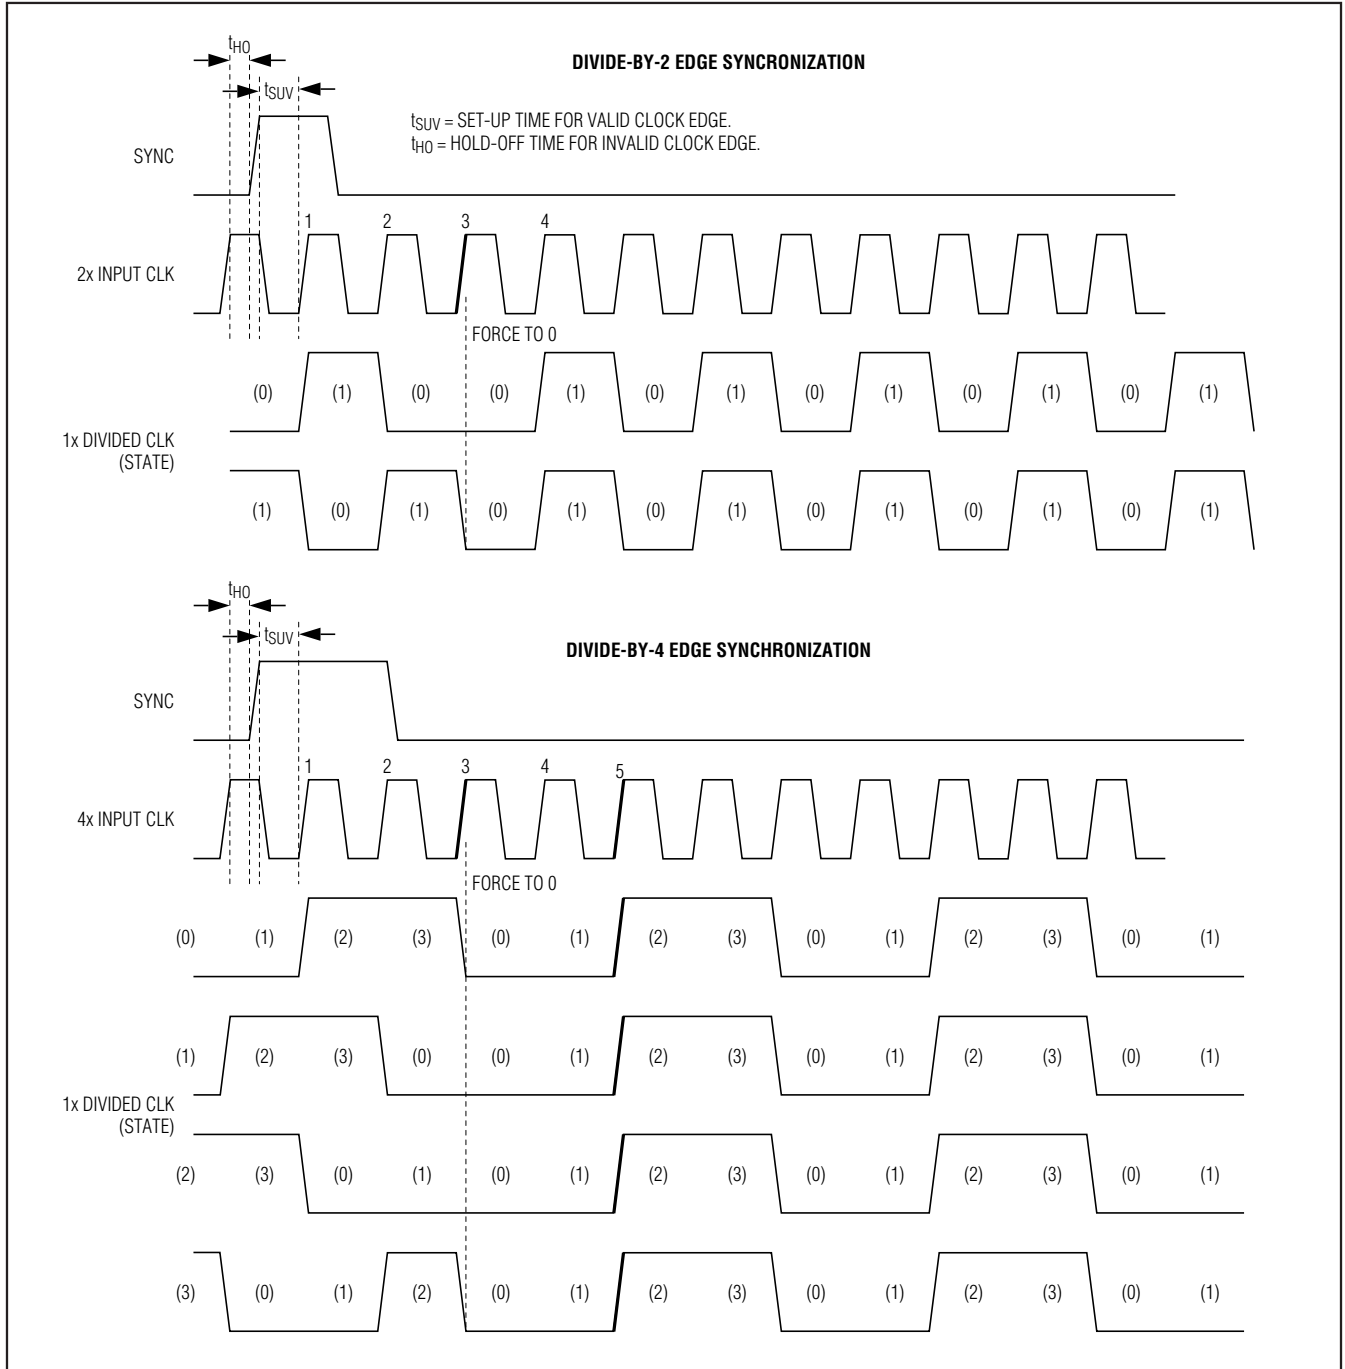 tHO
DIVIDE-BY-2 EDGE SYNCRONIZATION
tSUV
tSUV = SET-UP TIME FOR VALID CLOCK EDGE.
tHO = HOLD-OFF TIME FOR INVALID CLOCK EDGE.
SYNC
1 2 3 4
2x INPUT CLK
FORCE TO 0
(0) (1) (0) (0) (1) (0) (1) (0) (1) (0) (1) (0) (1)
1x DIVIDED CLK
(STATE)
(1) (0) (1) (0) (1) (0) (1) (0) (1) (0) (1) (0) (1)
tHO
tSUV
DIVIDE-BY-4 EDGE SYNCHRONIZATION
SYNC
1 2 3 4 5
4x INPUT CLK
FORCE TO 0
(0) (1) (2) (3) (0) (1) (2) (3) (0) (1) (2) (3) (0) (1)
(1) (2) (3) (0) (0) (1) (2) (3) (0) (1) (2) (3) (0) (1)
1x DIVIDED CLK
(STATE)
(2) (3) (0) (1) (0) (1) (2) (3) (0) (1) (2) (3) (0) (1)
(3) (0) (1) (2) (0) (1) (2) (3) (0) (1) (2) (3) (0) (1)